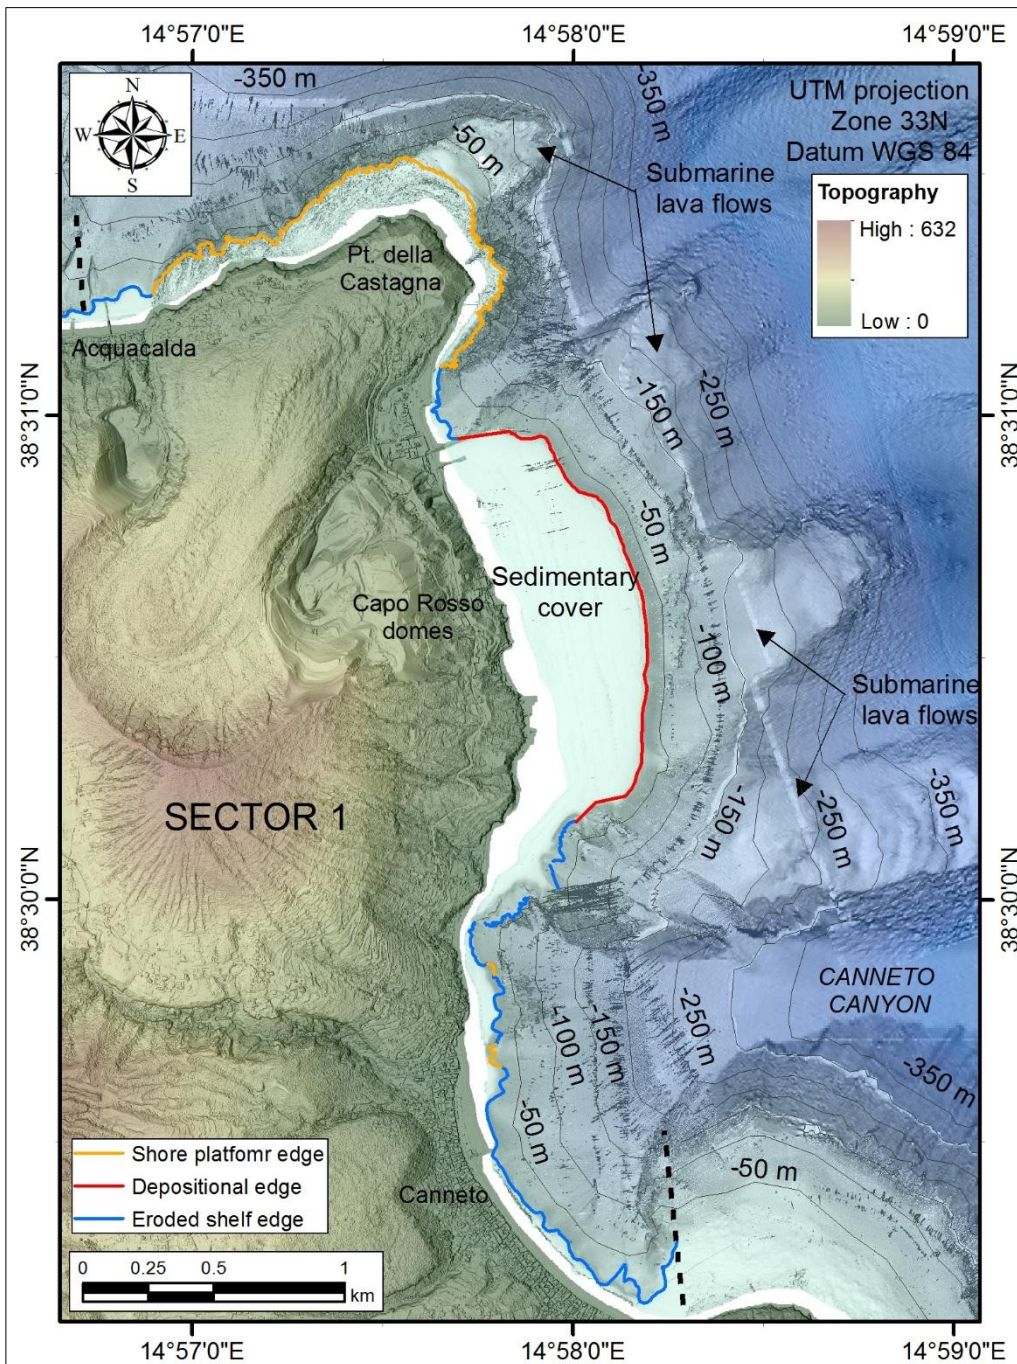 14°57'0"E
14°58'0"E
14°59'0"E
-350 m
-350 m
UTM projection
Zone 33N
Datum WGS 84
N
W
E
S
-50 m
Submarine
lava flows
Topography
High : 632
Low : 0
Pt. della
Castagna
Acquacalda
38°31'0"N
38°31'0"N
-150 m
-250 m
-50 m
Sedimentary
cover
Capo Rosso
domes
-100 m
Submarine
lava flows
SECTOR 1
-150 m
-250 m
-350 m
38°30'0"N
38°30'0"N
CANNETO
CANYON
-100 m
-150 m
-250 m
-350 m
-50 m
-50 m
Canneto
Shore platfomr edge
Depositional edge
Eroded shelf edge
0 0.25 0.5 1
km
14°57'0"E
14°58'0"E
14°59'0"E